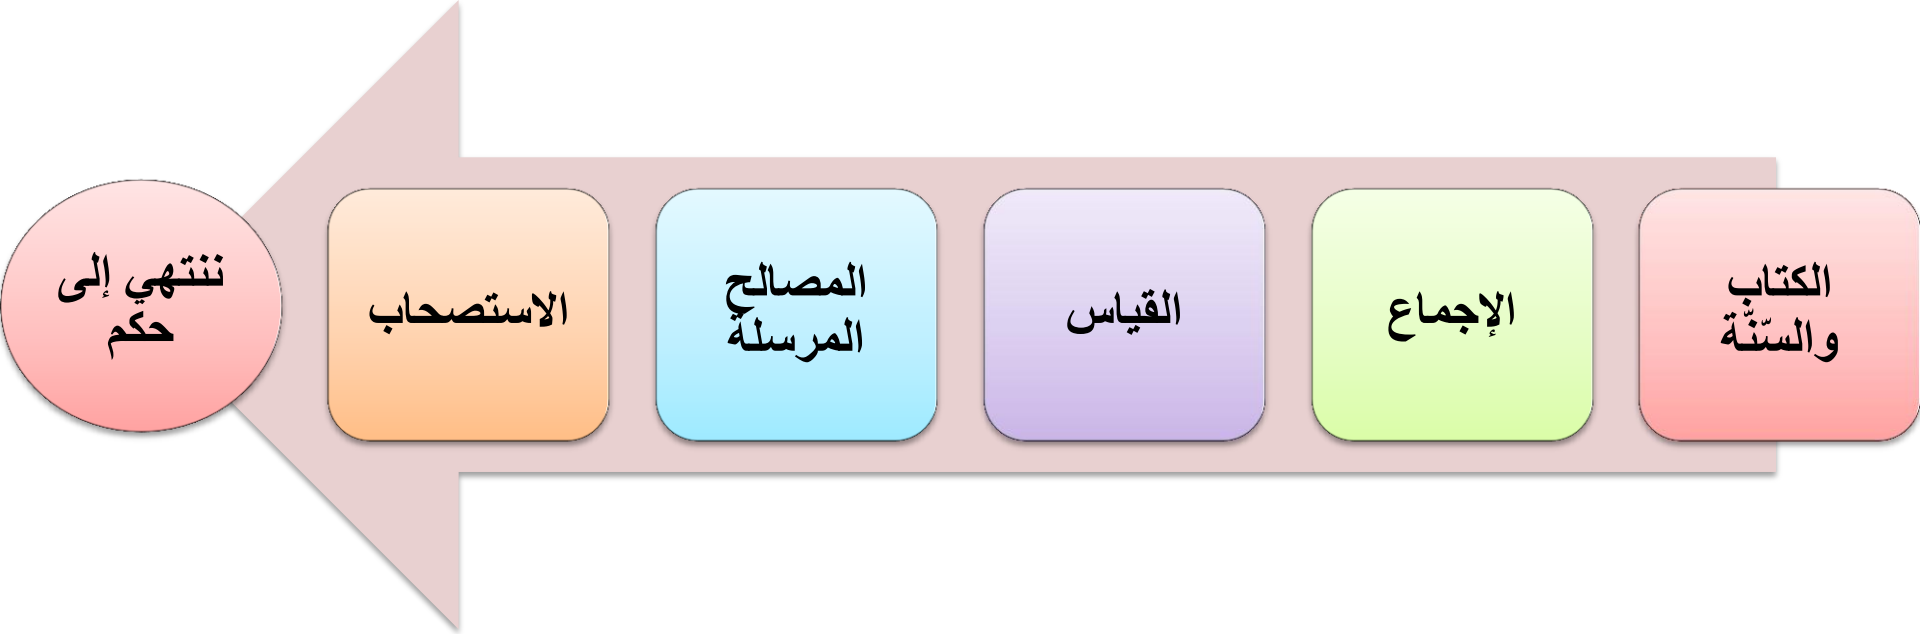 الكتاب
والسّنّة
الإجماع
القياس
المصالح
المرسلة
الاستصحاب
ننتهي إلى
حكم